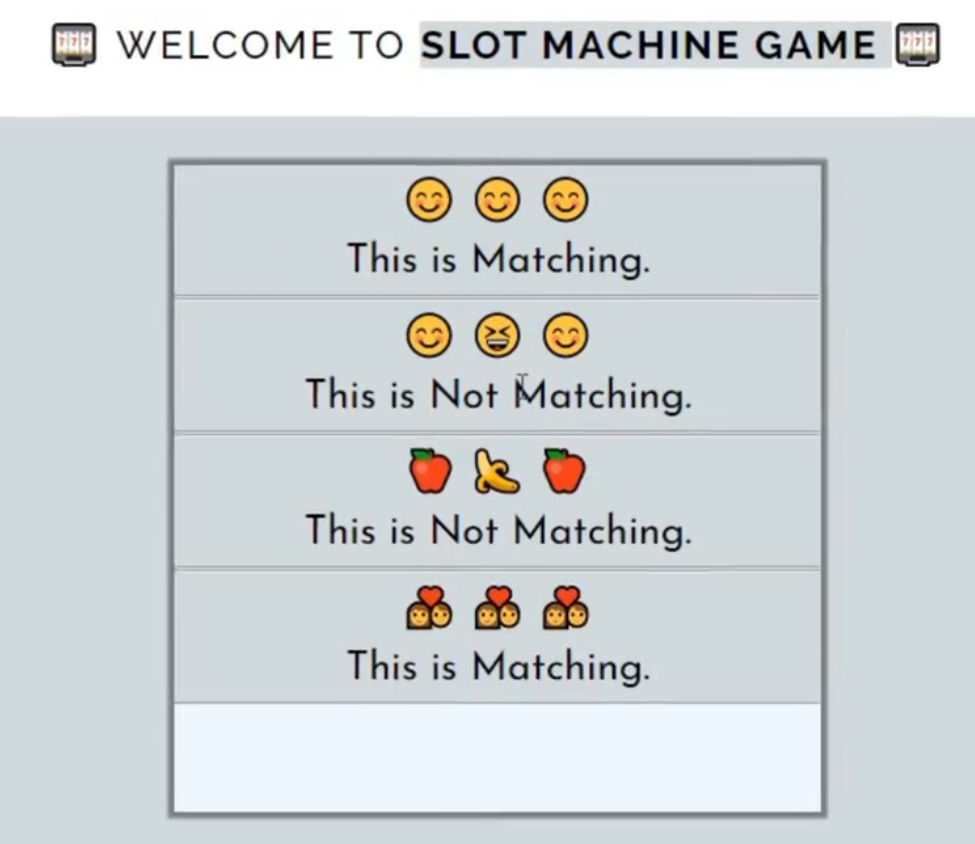 🎰 WELCOME TO SLOT MACHINE GAME 🎰
😊 😊 😊
This is Matching.
😊 😆 😊
This is Not Matching.
🍎 🍌 🍎
This is Not Matching.
👩‍❤️‍👨 👩‍❤️‍👨 👩‍❤️‍👨
This is Matching.